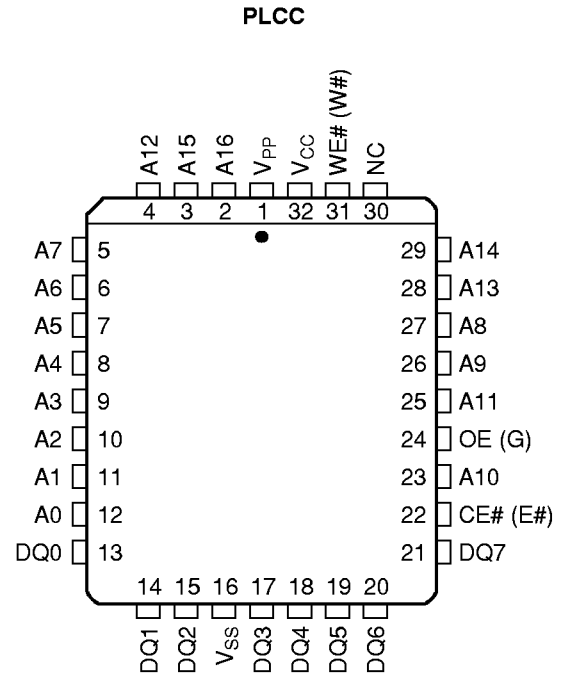 PLCC
A12 A15 A16 VPP VCC WE# (W#) NC
4 3 2 1 32 31 30
A7 5 29 A14
A6 6 28 A13
A5 7 27 A8
A4 8 26 A9
A3 9 25 A11
A2 10 24 OE (G)
A1 11 23 A10
A0 12 22 CE# (E#)
DQ0 13 21 DQ7
14 15 16 17 18 19 20
DQ1 DQ2 VSS DQ3 DQ4 DQ5 DQ6